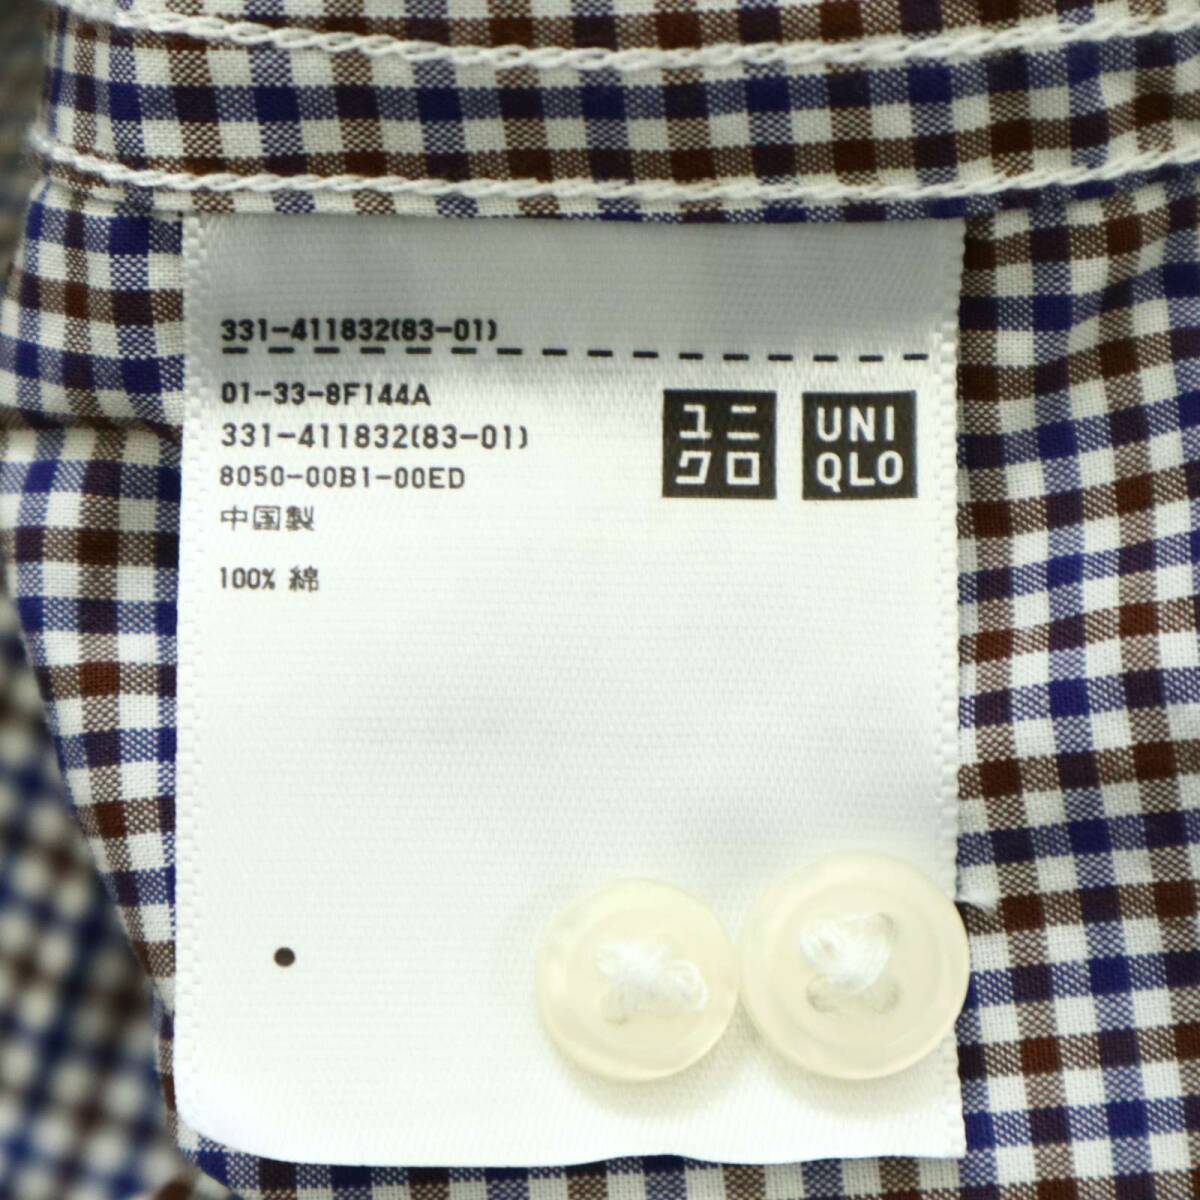 331-411832(83-01)
01-33-8F144A
331-411832(83-01)
8050-00B1-00ED
中国製
100% 綿
ユニ
クロ
UNI
QLO